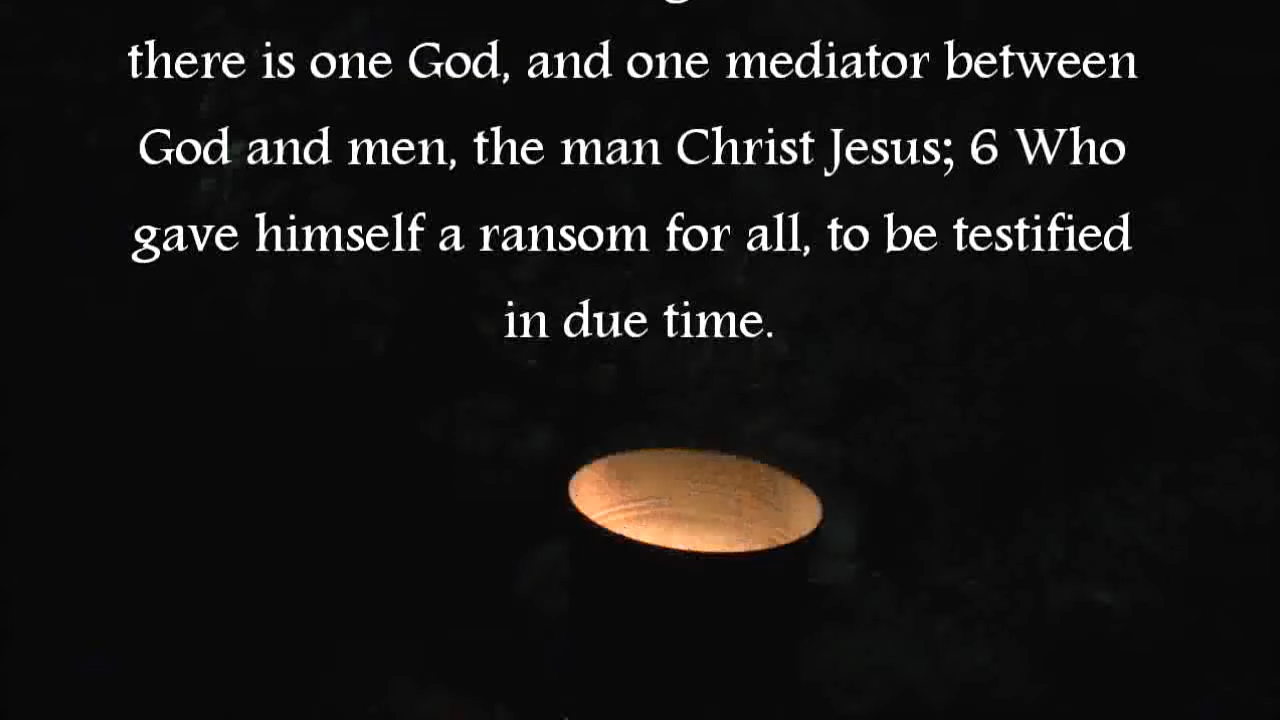 there is one God, and one mediator between
God and men, the man Christ Jesus; 6 Who
gave himself a ransom for all, to be testified
in due time.